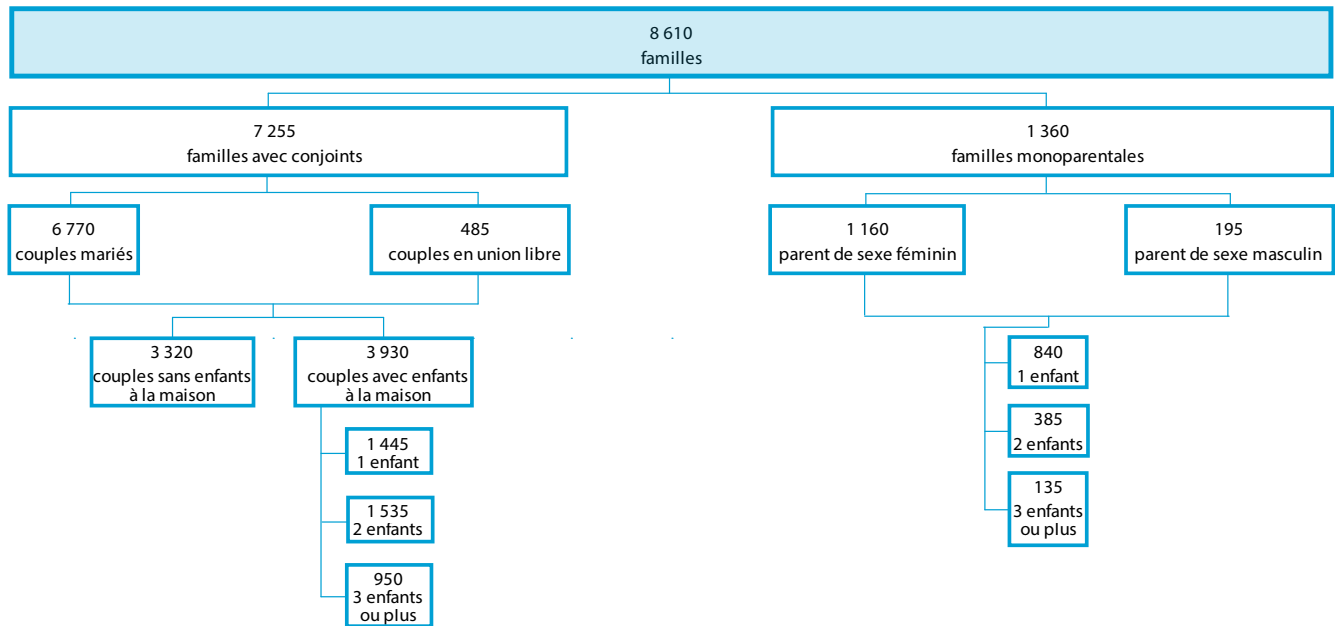 8 610
familles
7 255
familles avec conjoints
1 360
familles monoparentales
6 770
couples mariés
485
couples en union libre
1 160
parent de sexe féminin
195
parent de sexe masculin
3 320
couples sans enfants
à la maison
3 930
couples avec enfants
à la maison
1 445
1 enfant
1 535
2 enfants
950
3 enfants
ou plus
840
1 enfant
385
2 enfants
135
3 enfants
ou plus